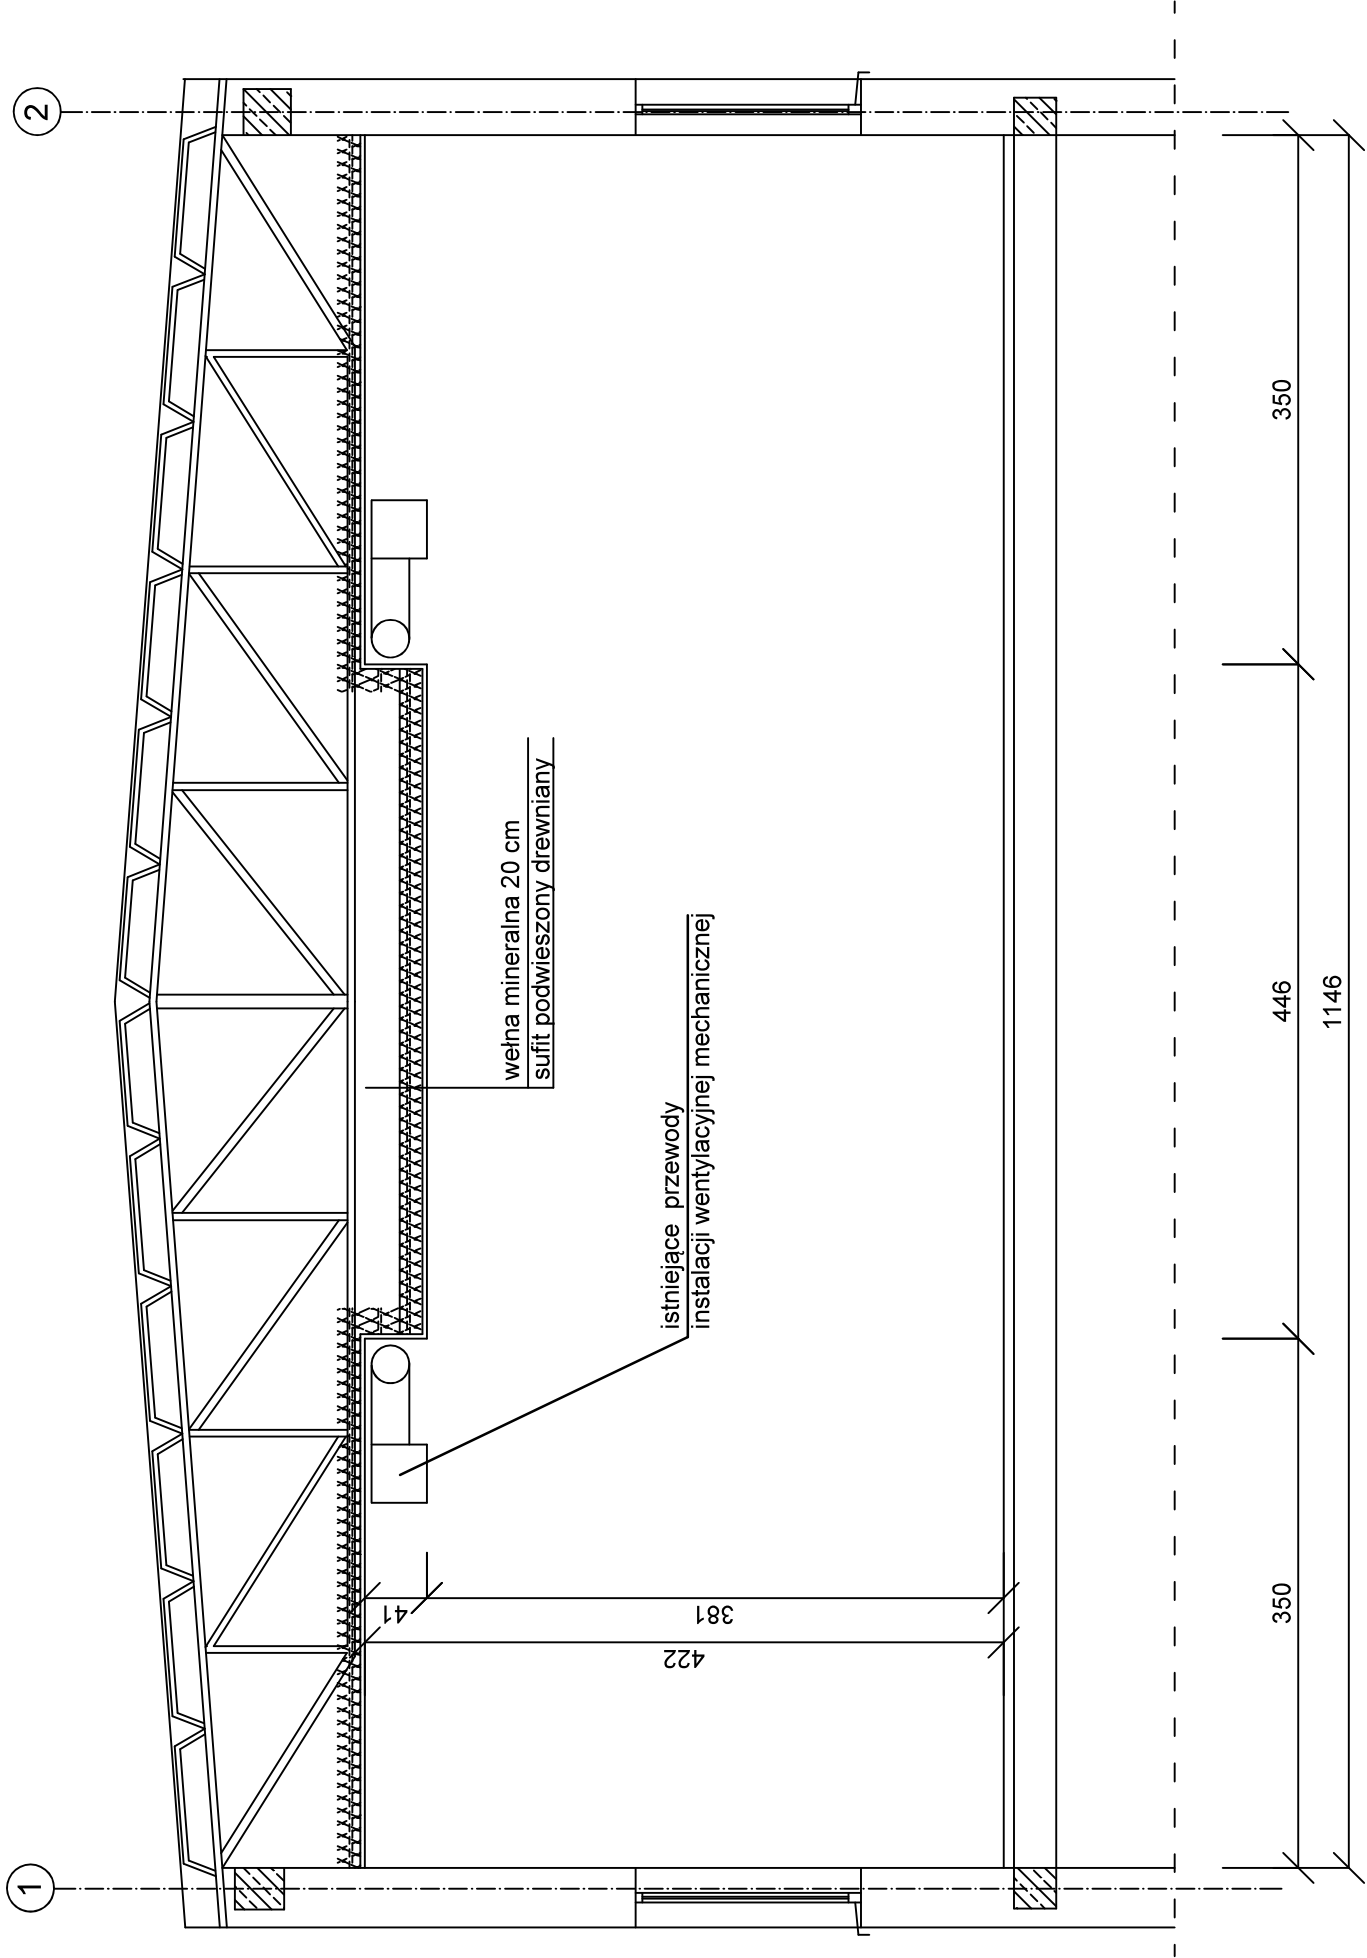 1
2
wełna mineralna 20 cm
sufit podwieszony drewniany
istniejące przewody
instalacji wentylacyjnej mechanicznej
41
381
422
350
446
350
1146